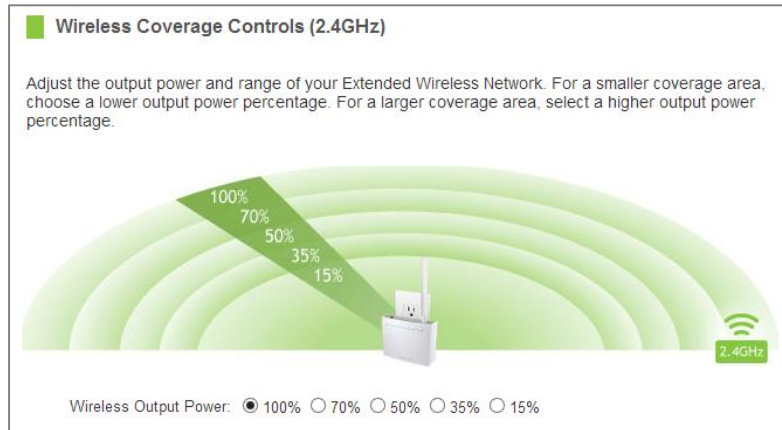 Wireless Coverage Controls (2.4GHz)
Adjust the output power and range of your Extended Wireless Network. For a smaller coverage area,
choose a lower output power percentage. For a larger coverage area, select a higher output power
percentage.
100%
70%
50%
35%
15%
2.4GHz
Wireless Output Power: 100% 70% 50% 35% 15%